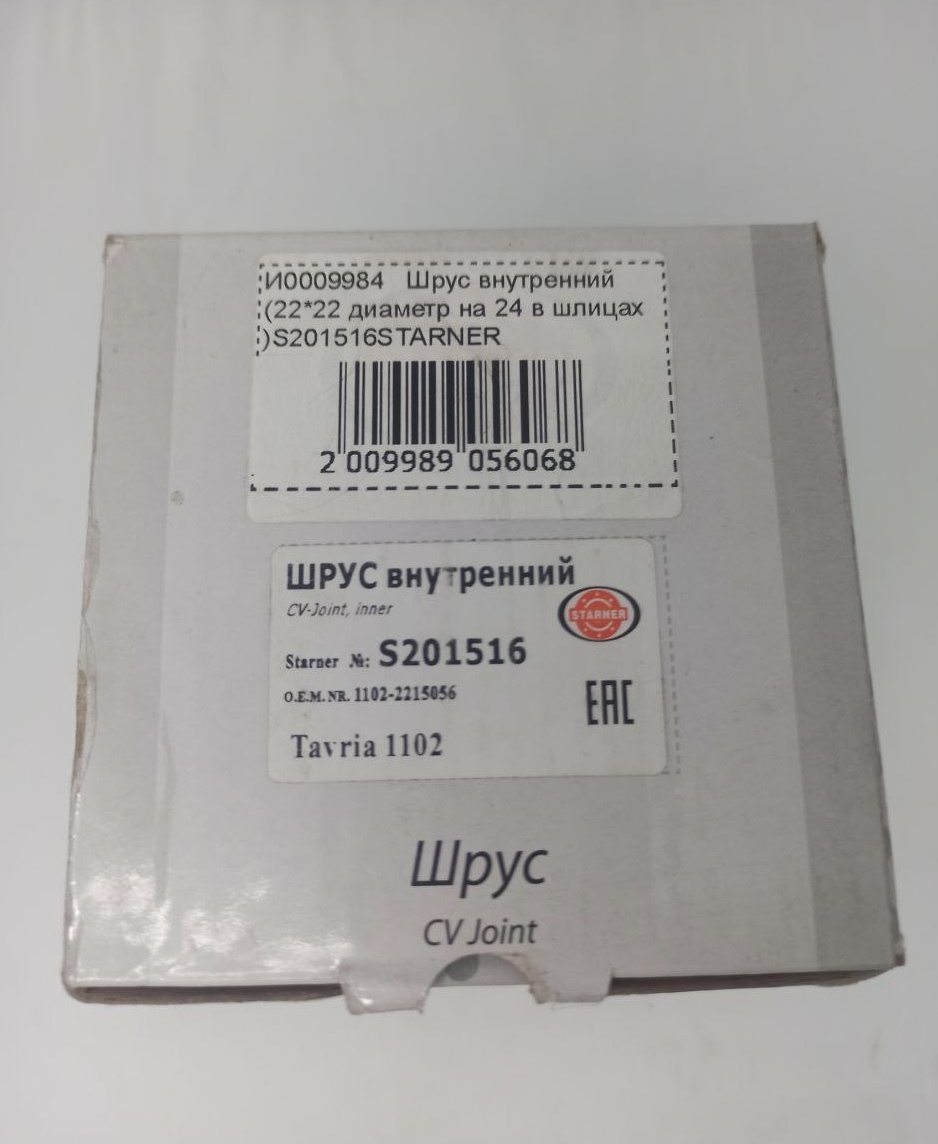 И0009984 Шрус внутренний
(22*22 диаметр на 24 в шлицах
)S201516STARNER
2 009989 056068
ШРУС внутренний
CV-Joint, inner
STARNER
Starner №: S201516
O.E.M. NR. 1102-2215056
EAC
Tavria 1102
Шрус
CV Joint